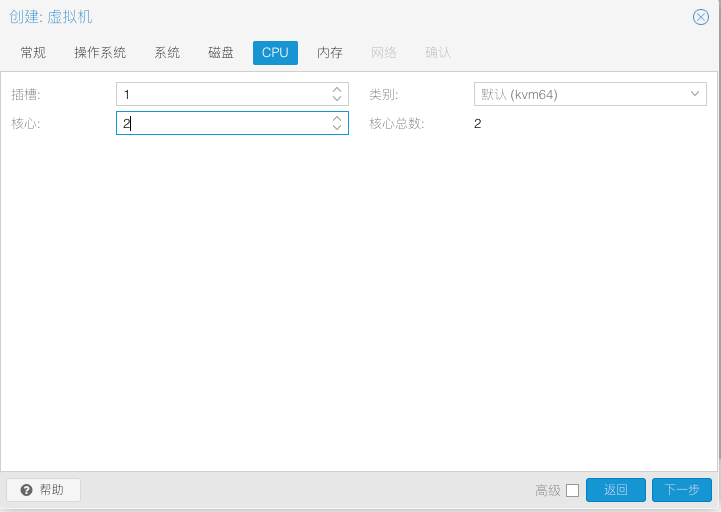 创建: 虚拟机
常规 操作系统 系统 磁盘 CPU 内存 网络 确认
插槽: 1 类别: 默认 (kvm64)
核心: 2 核心总数: 2
帮助 高级 返回 下一步